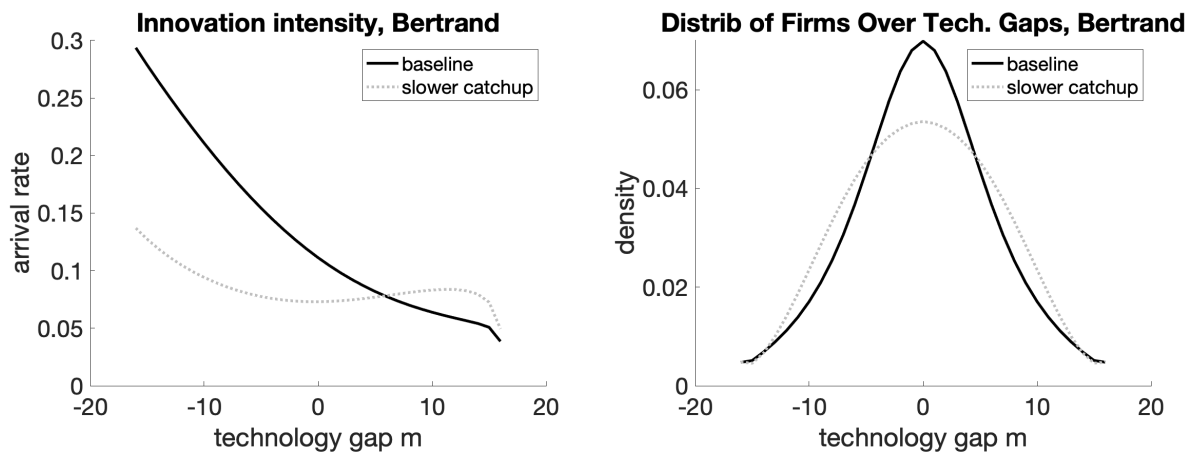 Innovation intensity, Bertrand
0.3
0.25
0.2
0.15
0.1
0.05
0
arrival rate
baseline
slower catchup
-20
-10
0
10
20
technology gap m
Distrib of Firms Over Tech. Gaps, Bertrand
0.06
0.04
0.02
0
density
baseline
slower catchup
-20
-10
0
10
20
technology gap m